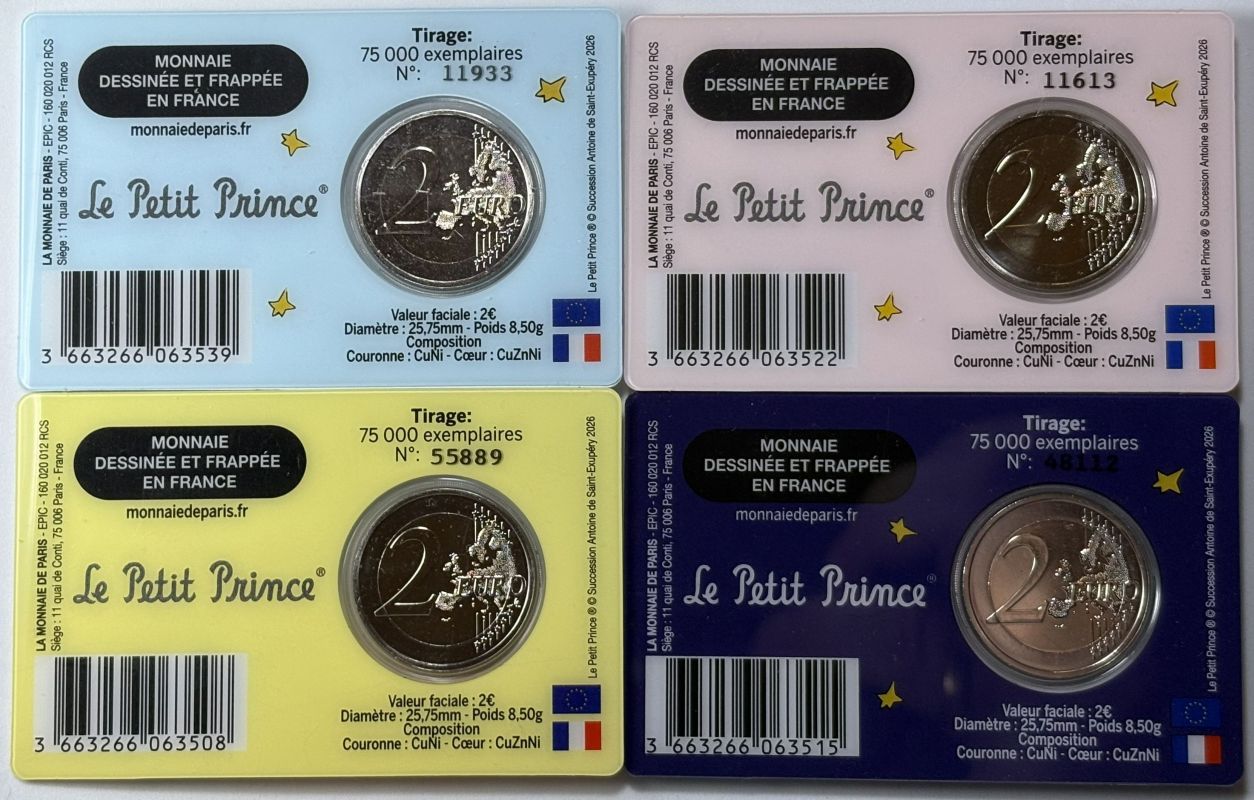 MONNAIE
DESSINÉE ET FRAPPÉE
EN FRANCE
monnaiedeparis.fr
Tirage:
75 000 exemplaires
N°: 11933
LA MONNAIE DE PARIS - EPIC - 160 020 012 RCS
Siège : 11 quai de Conti, 75 006 Paris - France
Le Petit Prince®
2 EURO
Le Petit Prince ® © Succession Antoine de Saint-Exupéry 2026
3 663266 063539
Valeur faciale : 2€
Diamètre : 25,75mm - Poids 8,50g
Composition
Couronne : CuNi - Cœur : CuZnNi
MONNAIE
DESSINÉE ET FRAPPÉE
EN FRANCE
monnaiedeparis.fr
Tirage:
75 000 exemplaires
N°: 11613
LA MONNAIE DE PARIS - EPIC - 160 020 012 RCS
Siège : 11 quai de Conti, 75 006 Paris - France
Le Petit Prince®
2 EURO
Le Petit Prince ® © Succession Antoine de Saint-Exupéry 2026
3 663266 063522
Valeur faciale : 2€
Diamètre : 25,75mm - Poids 8,50g
Composition
Couronne : CuNi - Cœur : CuZnNi
MONNAIE
DESSINÉE ET FRAPPÉE
EN FRANCE
monnaiedeparis.fr
Tirage:
75 000 exemplaires
N°: 55889
LA MONNAIE DE PARIS - EPIC - 160 020 012 RCS
Siège : 11 quai de Conti, 75 006 Paris - France
Le Petit Prince®
2 EURO
Le Petit Prince ® © Succession Antoine de Saint-Exupéry 2026
3 663266 063508
Valeur faciale : 2€
Diamètre : 25,75mm - Poids 8,50g
Composition
Couronne : CuNi - Cœur : CuZnNi
MONNAIE
DESSINÉE ET FRAPPÉE
EN FRANCE
monnaiedeparis.fr
Tirage:
75 000 exemplaires
N°: 48112
LA MONNAIE DE PARIS - EPIC - 160 020 012 RCS
Siège : 11 quai de Conti, 75 006 Paris - France
Le Petit Prince®
2 EURO
Le Petit Prince ® © Succession Antoine de Saint-Exupéry 2026
3 663266 063515
Valeur faciale : 2€
Diamètre : 25,75mm - Poids 8,50g
Composition
Couronne : CuNi - Cœur : CuZnNi